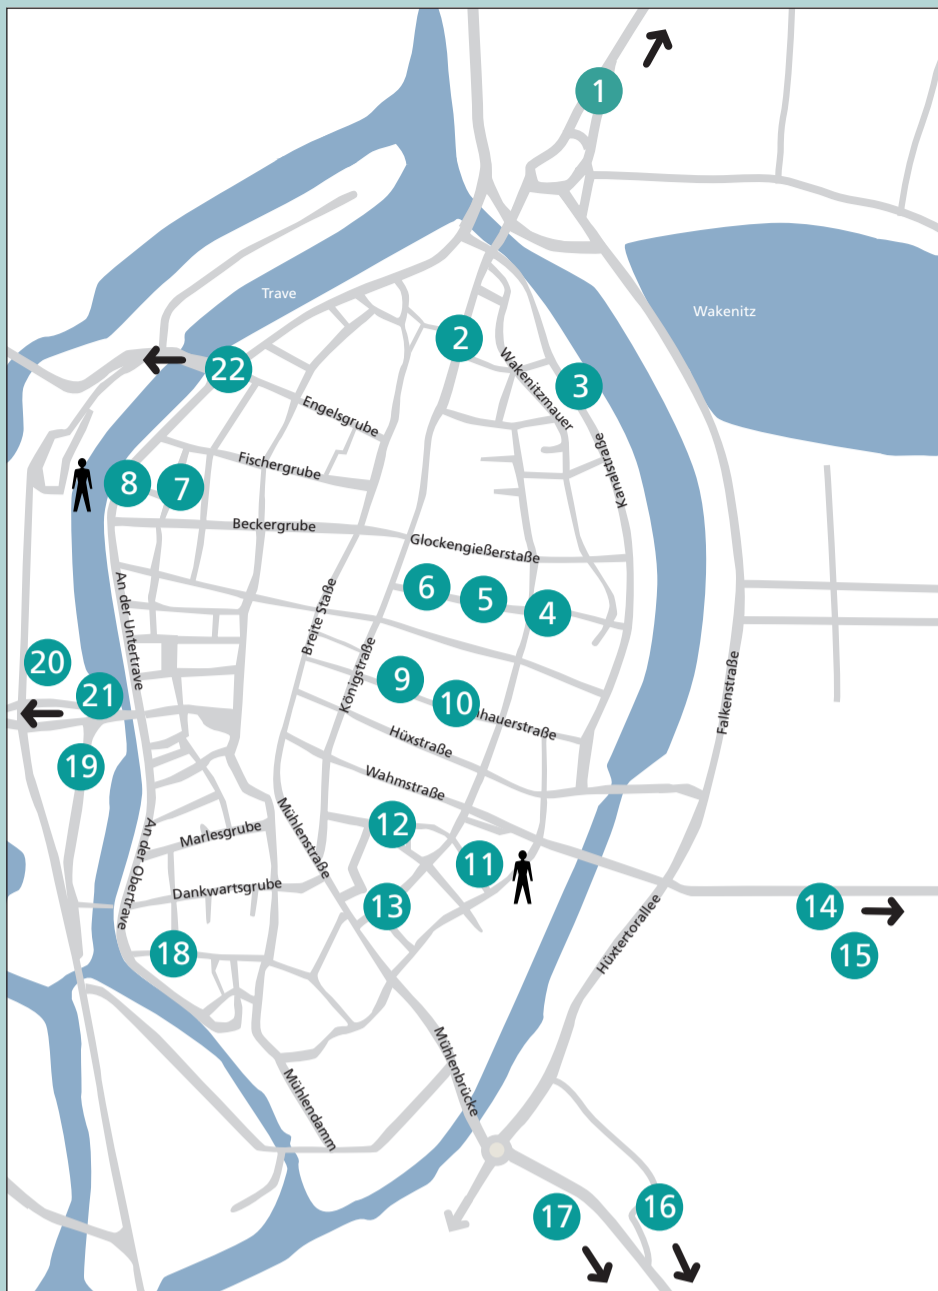 1
Trave
Wakenitz
2
22
Wakenitzmauer
3
Engelsgrube
Kanalstraße
Fischergrube
8
7
Beckergrube
Glockengießerstaße
An der Untertrave
6
5
4
Breite Staße
Königstraße
20
21
9
10
hauerstraße
Falkenstraße
Hüxstraße
19
Wahmstraße
Mühlenstraße
12
Marlesgrube
An der Obertrave
11
Dankwartsgrube
13
14
Hüxtertorallee
15
18
Mühlenbrücke
Mühlendamm
16
17